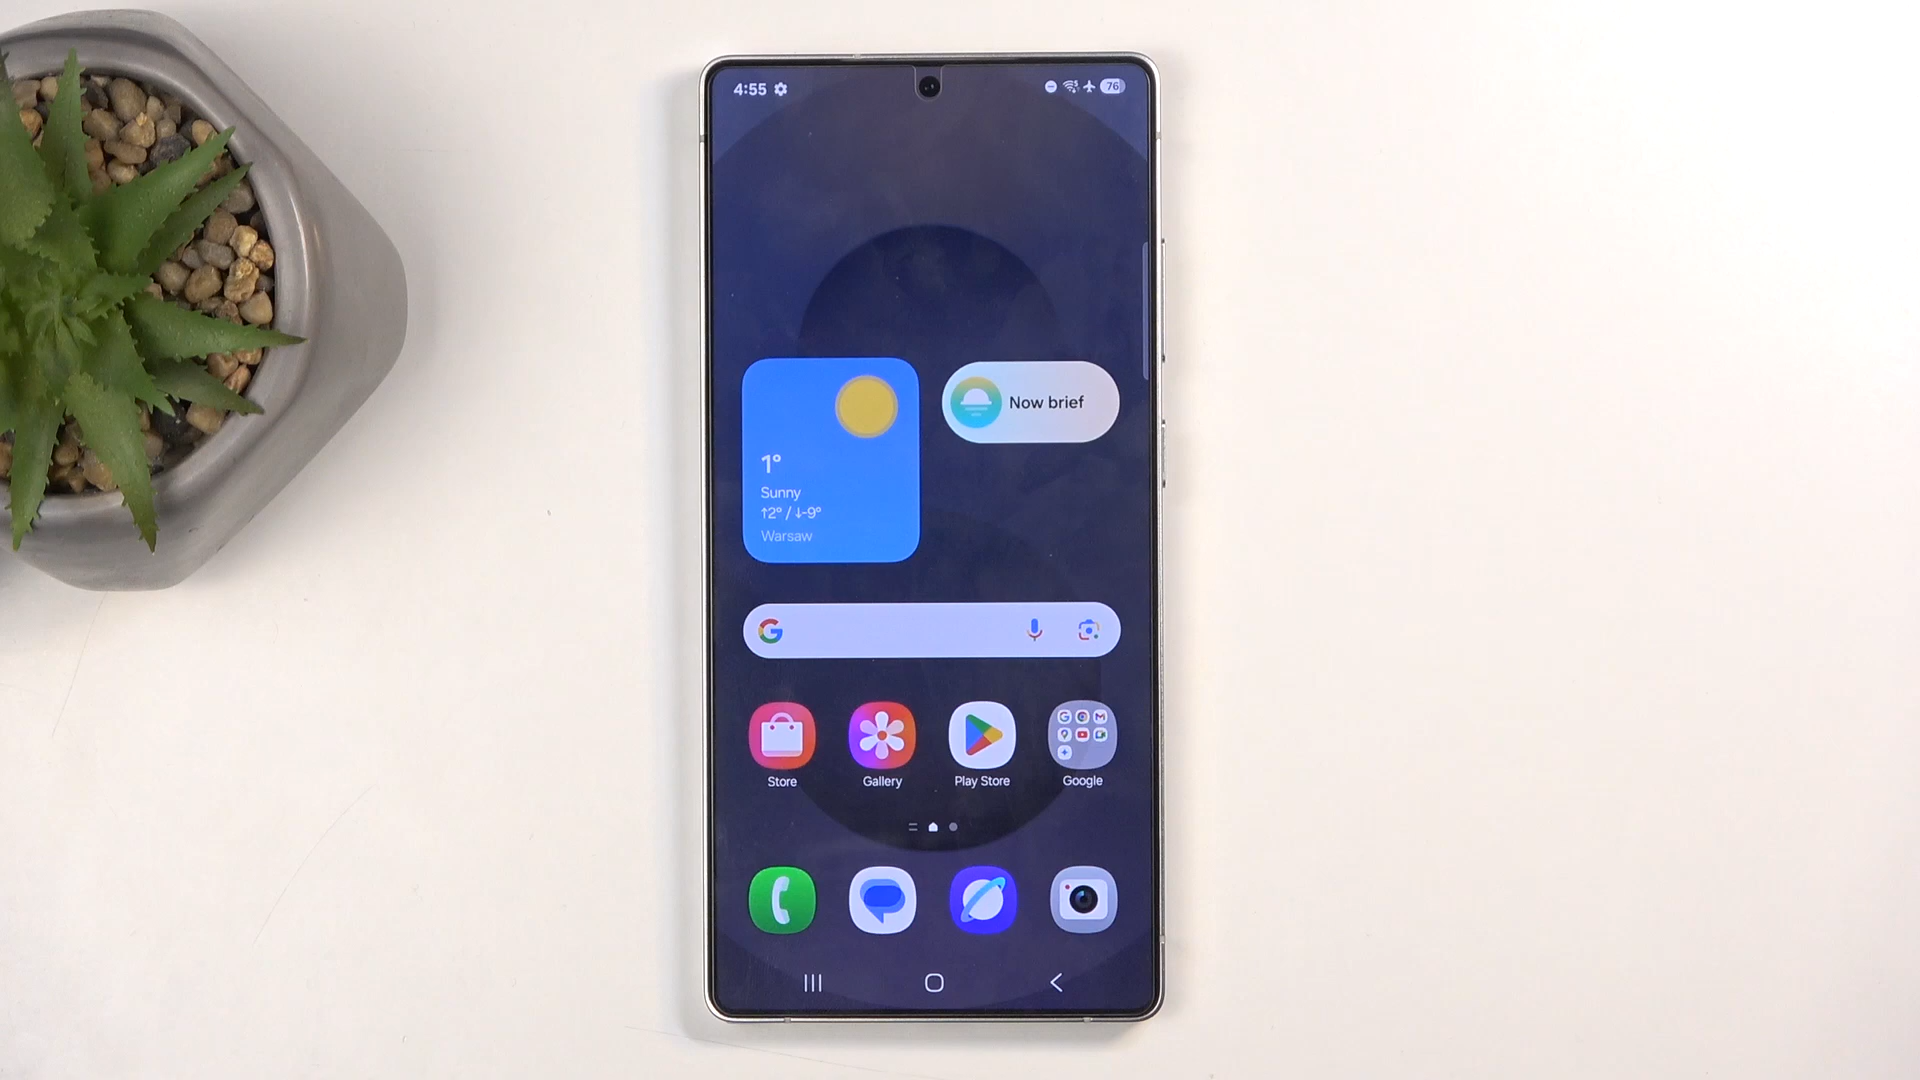 4:55
76
Now brief
1°
Sunny
↑2° / ↓-9°
Warsaw
Store
Gallery
Play Store
Google